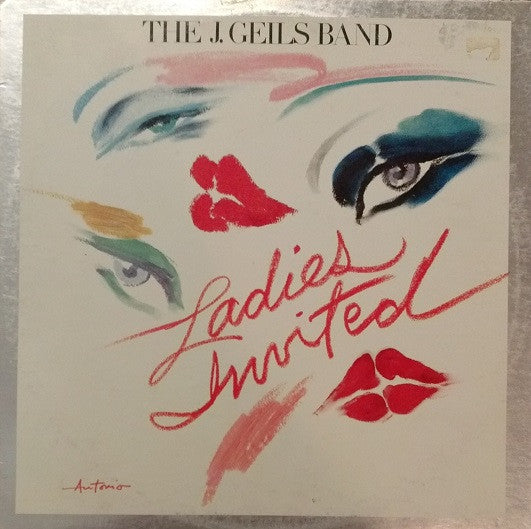 THE J. GEILS BAND
Ladies
Invited
Antonio